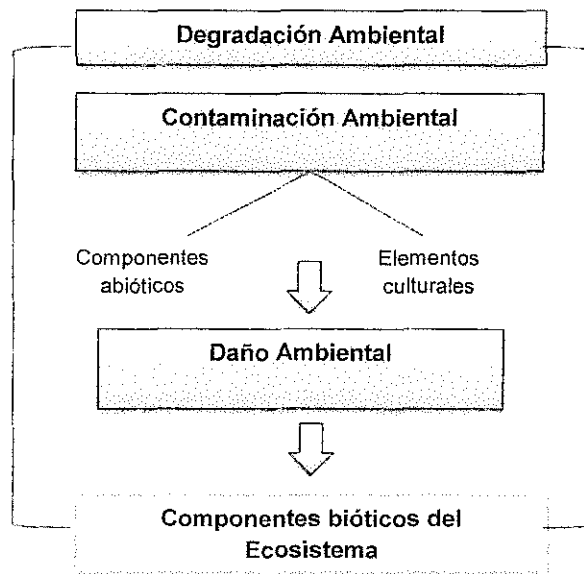 Degradación Ambiental
Contaminación Ambiental
Componentes
abióticos
Elementos
culturales
Daño Ambiental
Componentes bióticos del
Ecosistema